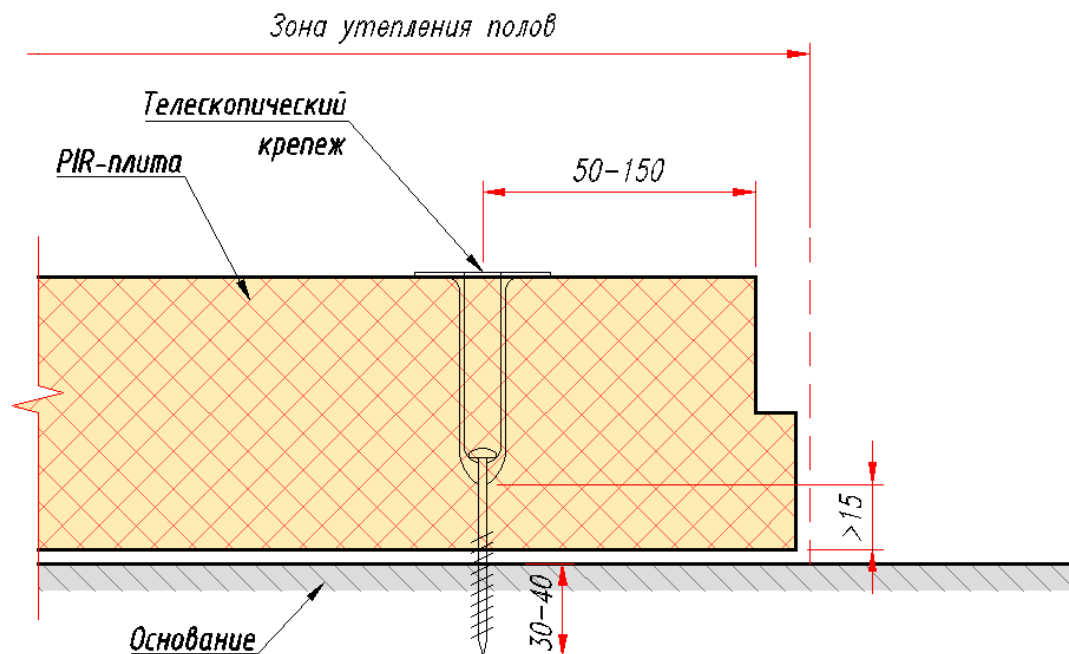 Зона утепления полов
Телескопический
крепеж
PIR-плита
50-150
>15
30-40
Основание